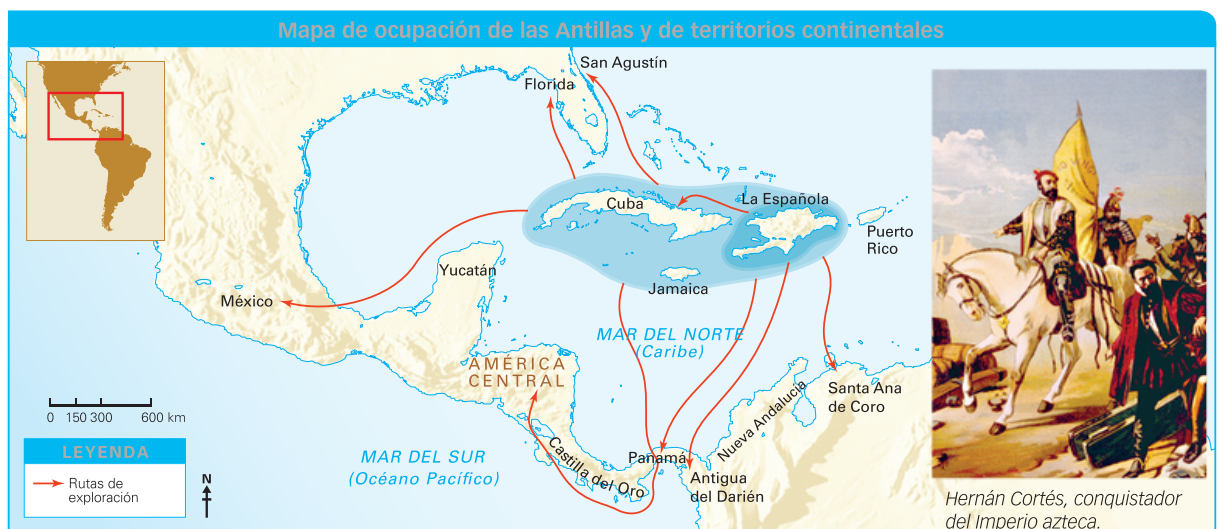 Mapa de ocupación de las Antillas y de territorios continentales
San Agustín
Florida
Cuba
La Española
Puerto
Rico
Yucatán
Jamaica
México
MAR DEL NORTE
(Caribe)
AMÉRICA
CENTRAL
Santa Ana
de Coro
Nueva Andalucía
0 150 300 600 km
LEYENDA
Rutas de
exploración
N
MAR DEL SUR
(Océano Pacífico)
Castilla del Oro
Panamá
Antigua
del Darién
Hernán Cortés, conquistador
del Imperio azteca.